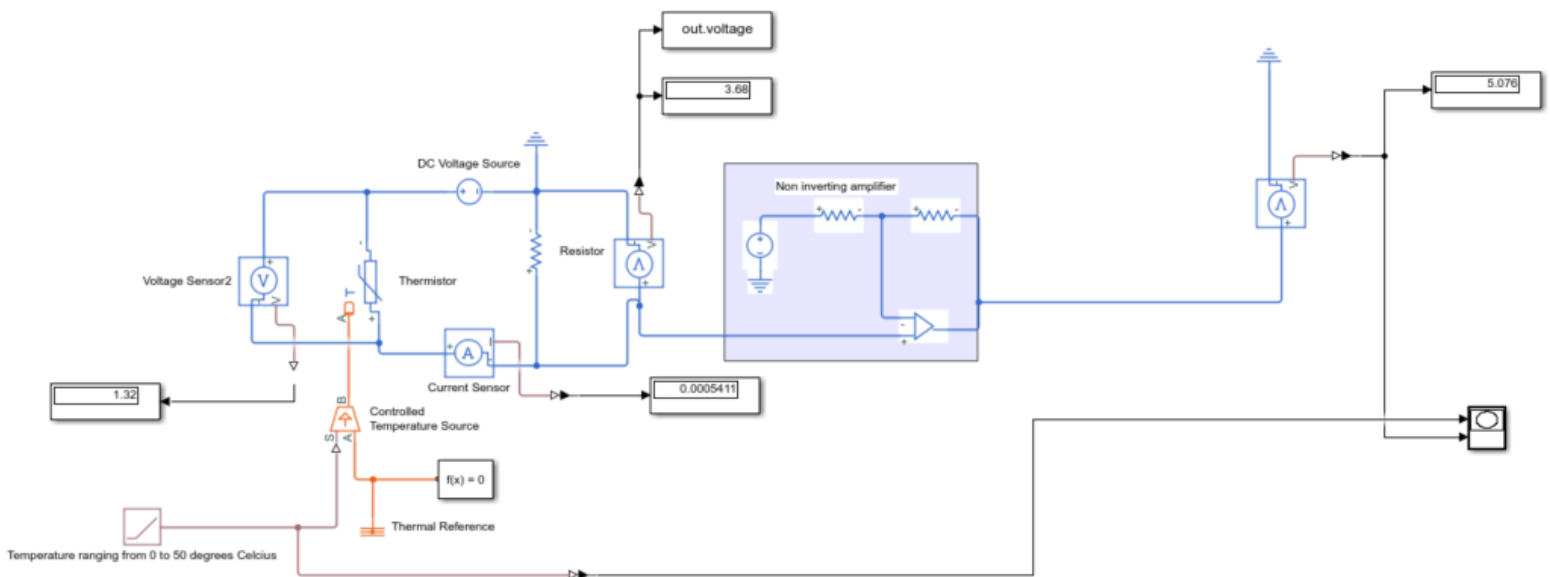 out.voltage
3.68
5.076
DC Voltage Source
Non inverting amplifier
Resistor
Voltage Sensor2
V
V
Thermistor
T
A
A
I
Current Sensor
1.32
0.0005411
B
Controlled
Temperature Source
S
A
f(x) = 0
Thermal Reference
Temperature ranging from 0 to 50 degrees Celcius